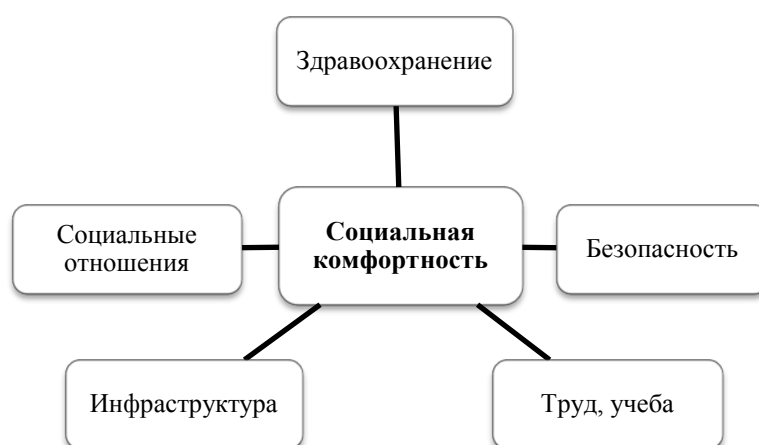 Здравоохранение
Социальные
отношения
Социальная
комфортность
Безопасность
Инфраструктура
Труд, учеба